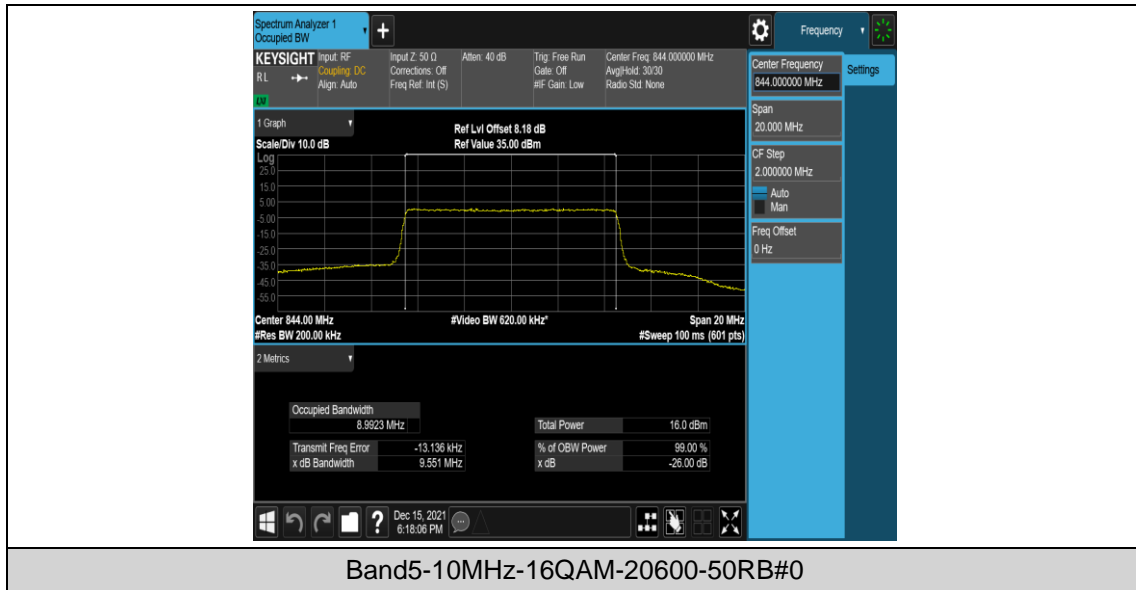 Spectrum Analyzer 1
Occupied BW
Frequency
KEYSIGHT
RL
LXI
Input: RF
Coupling: DC
Align: Auto
Input Z: 50 Ω
Corrections: Off
Freq Ref: Int (S)
Atten: 40 dB
Trig: Free Run
Gate: Off
#IF Gain: Low
Center Freq: 844.000000 MHz
Avg|Hold: 30/30
Radio Std: None
Center Frequency
844.000000 MHz
Settings
Span
20.000 MHz
CF Step
2.000000 MHz
Auto
Man
Freq Offset
0 Hz
1 Graph
Scale/Div 10.0 dB
Ref Lvl Offset 8.18 dB
Ref Value 35.00 dBm
Log
25.0
15.0
5.00
-5.00
-15.0
-25.0
-35.0
-45.0
-55.0
Center 844.00 MHz
#Res BW 200.00 kHz
#Video BW 620.00 kHz*
Span 20 MHz
#Sweep 100 ms (601 pts)
2 Metrics
Occupied Bandwidth
8.9923 MHz
Transmit Freq Error -13.136 kHz
x dB Bandwidth 9.551 MHz
Total Power 16.0 dBm
% of OBW Power 99.00 %
x dB -26.00 dB
Dec 15, 2021
6:18:06 PM
Band5-10MHz-16QAM-20600-50RB#0